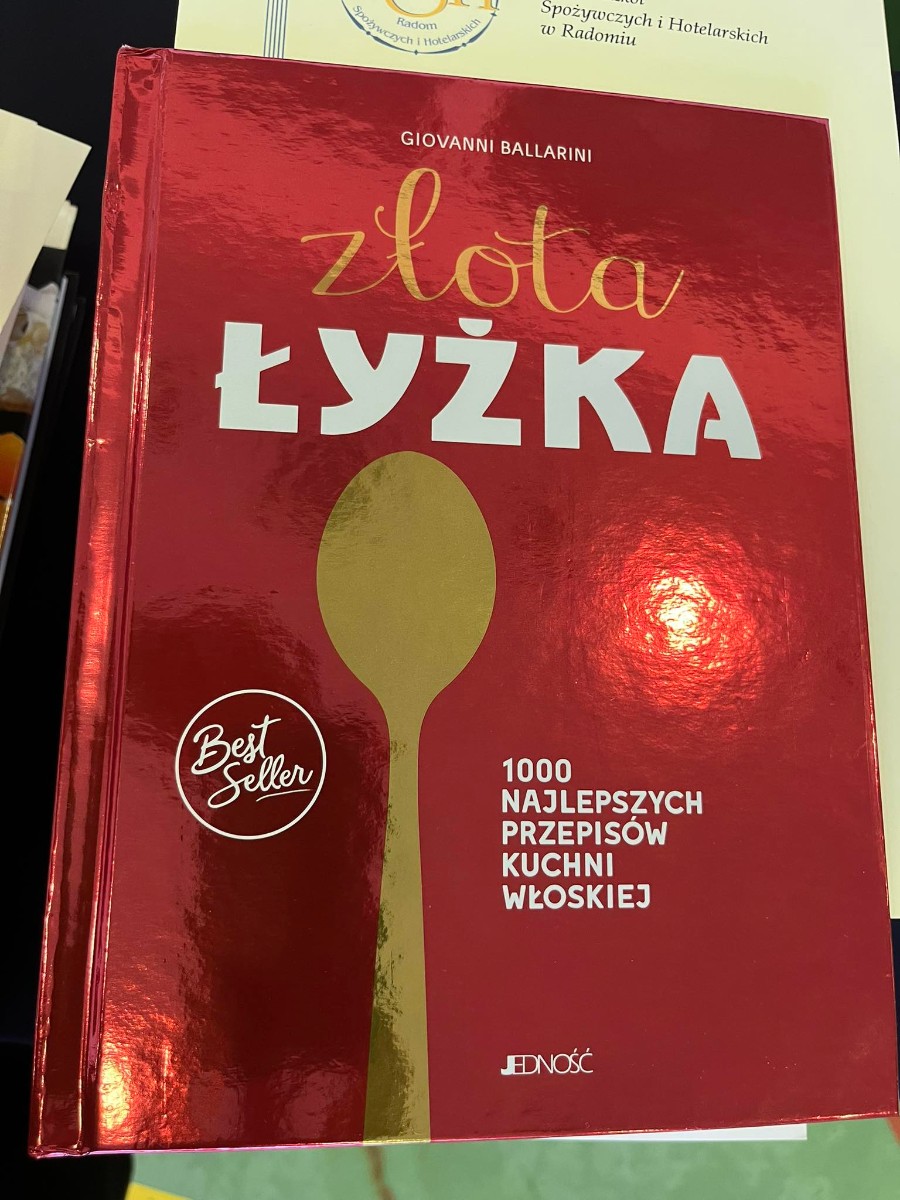 Radom
Spożywczych i Hotelarskich
Spożywczych i Hotelarskich
w Radomiu
GIOVANNI BALLARINI
złota
ŁYŻKA
Best
Seller
1000
NAJLEPSZYCH
PRZEPISÓW
KUCHNI
WŁOSKIEJ
JEDNOŚĆ